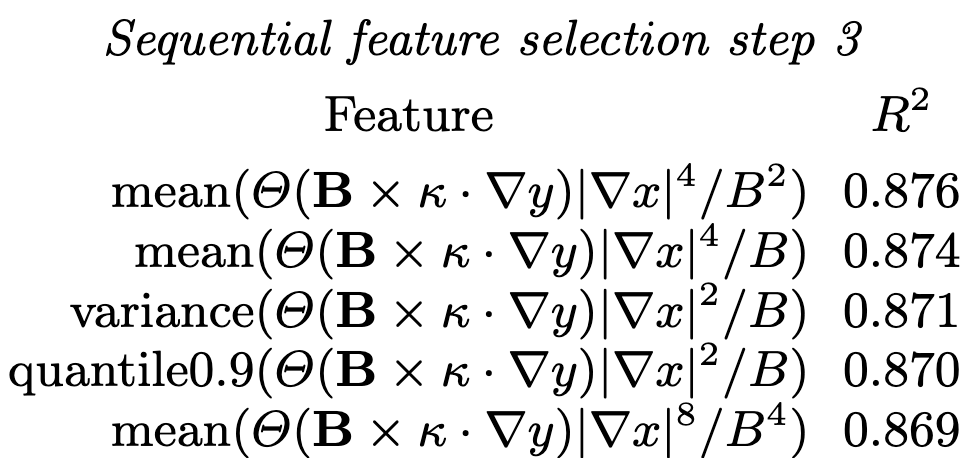 Sequential feature selection step 3
Feature R²
mean(Θ(𝐁 × κ · ∇y)|∇x|⁴/B²) 0.876
mean(Θ(𝐁 × κ · ∇y)|∇x|⁴/B) 0.874
variance(Θ(𝐁 × κ · ∇y)|∇x|²/B) 0.871
quantile0.9(Θ(𝐁 × κ · ∇y)|∇x|²/B) 0.870
mean(Θ(𝐁 × κ · ∇y)|∇x|⁸/B⁴) 0.869